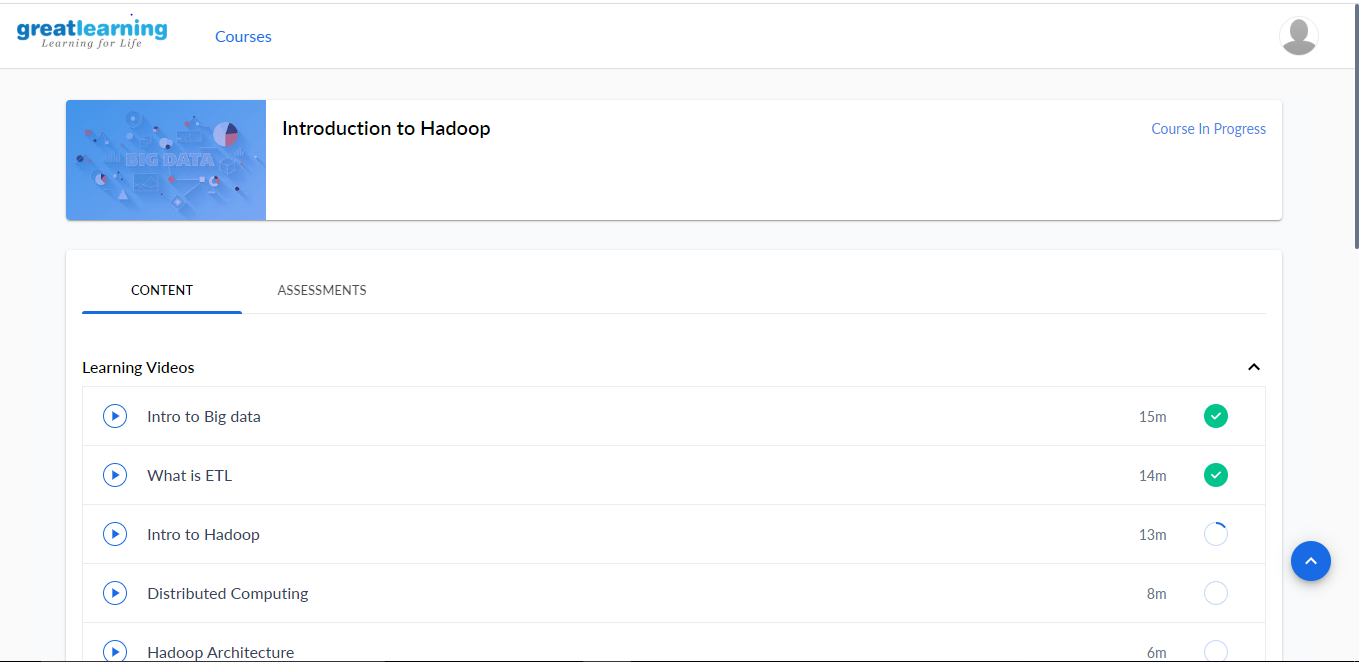 greatlearning
Learning for Life
Courses
BIG DATA
Introduction to Hadoop
Course In Progress
CONTENT
ASSESSMENTS
Learning Videos
Intro to Big data
15m
What is ETL
14m
Intro to Hadoop
13m
Distributed Computing
8m
Hadoop Architecture
6m